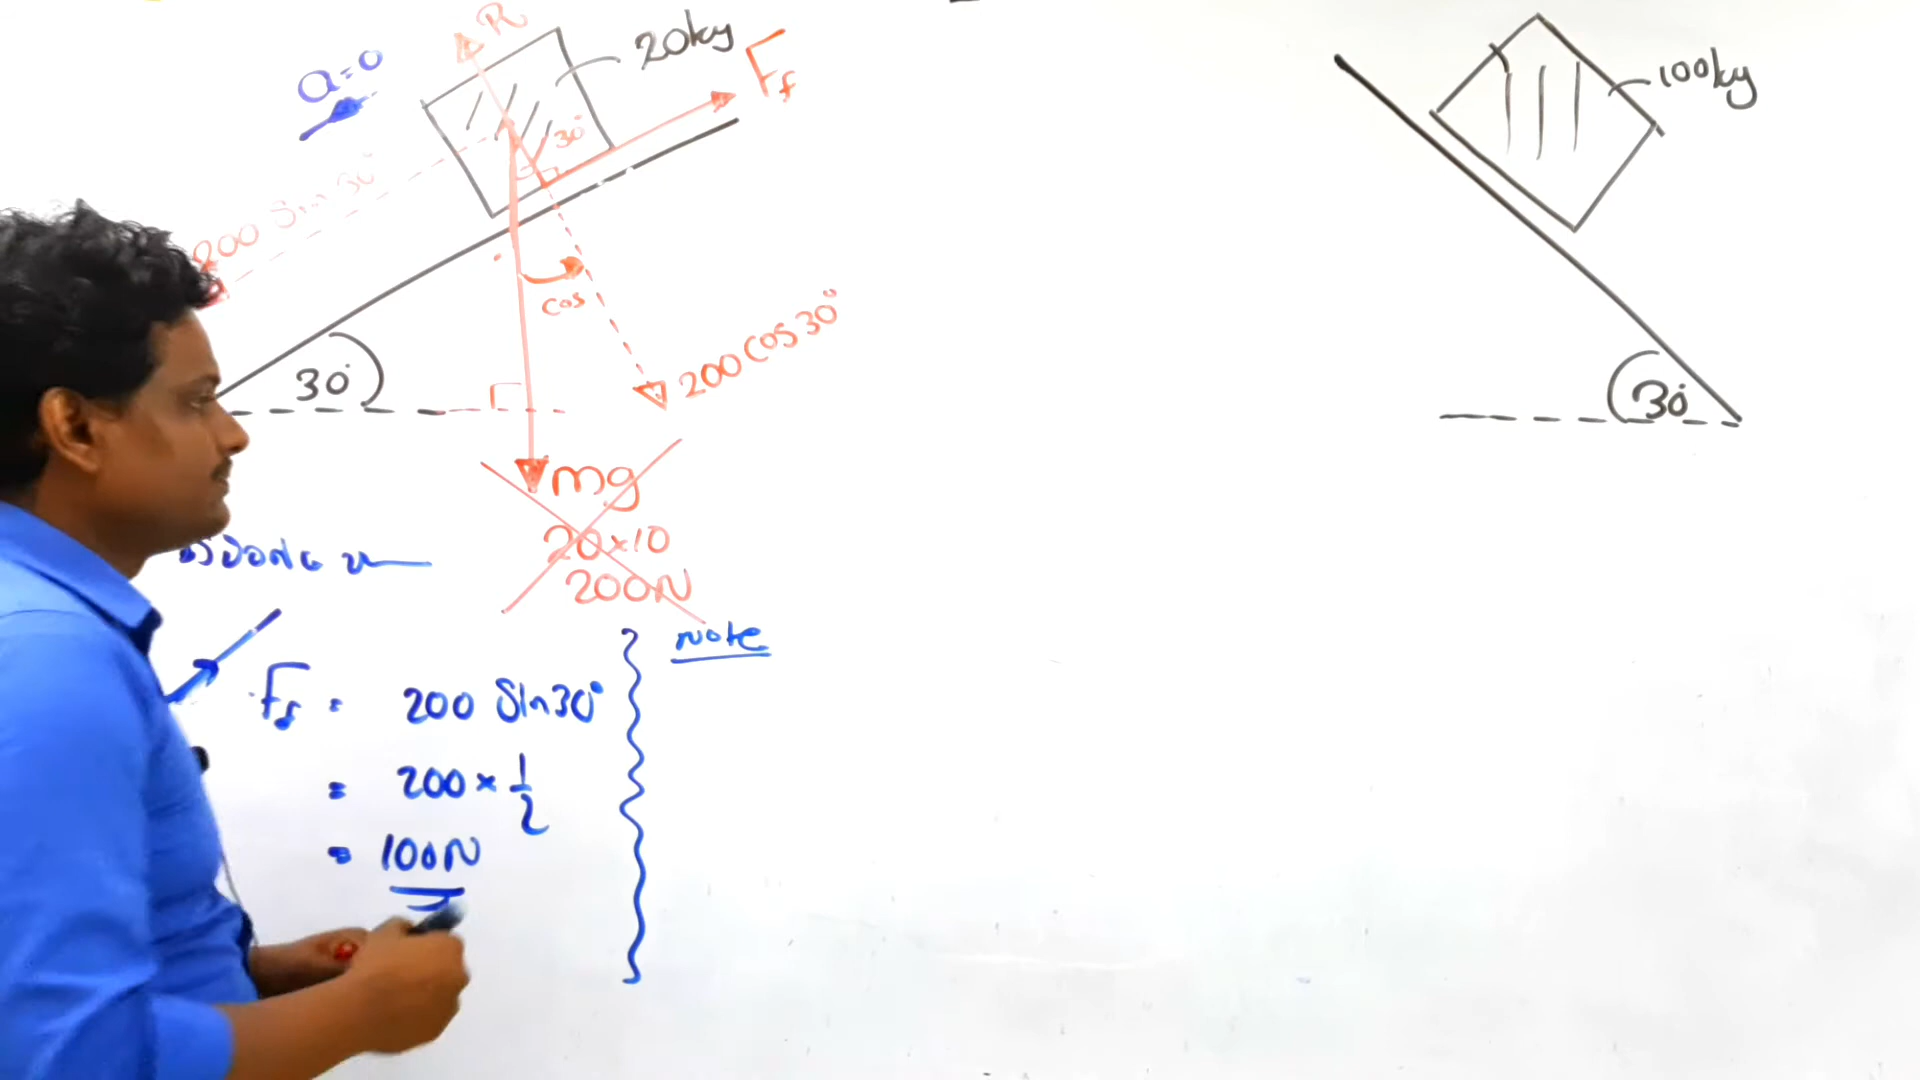 R
20kg
Ff
a=0
30°
200 Sin 30°
cos
200 cos 30°
30°
mg
20×10
200N
Note
Ff = 200 Sin30°
= 200 × 1/2
= 100N
100kg
30°